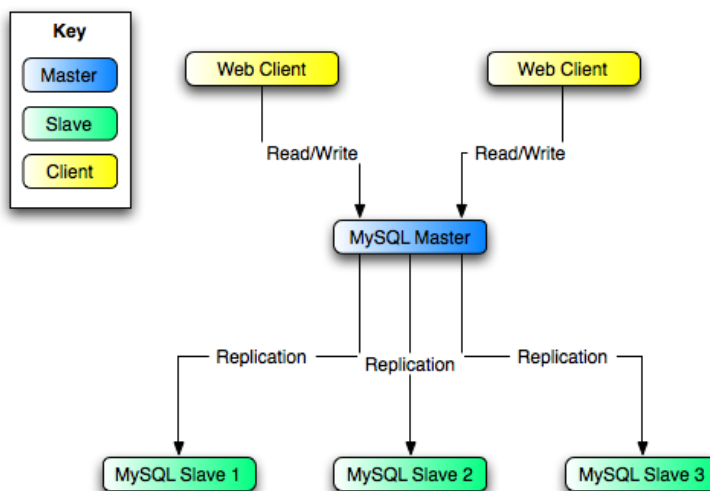 Key
Master
Slave
Client
Web Client
Web Client
Read/Write
Read/Write
MySQL Master
Replication
Replication
Replication
MySQL Slave 1
MySQL Slave 2
MySQL Slave 3